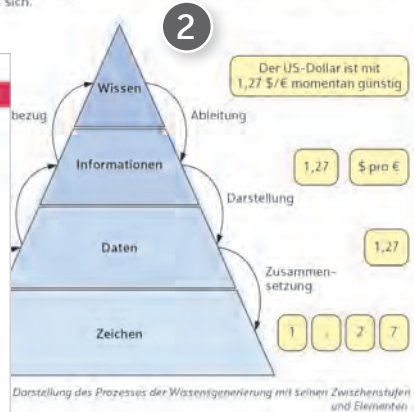 sich.
2
Wissen
Der US-Dollar ist mit
1,27 $/€ momentan günstig
bezug
Ableitung
Informationen
1,27
$ pro €
Darstellung
Daten
1,27
Zusammen-
setzung
Zeichen
1
,
2
7
Darstellung des Prozesses der Wissensgenerierung mit seinen Zwischenstufen
und Elementen